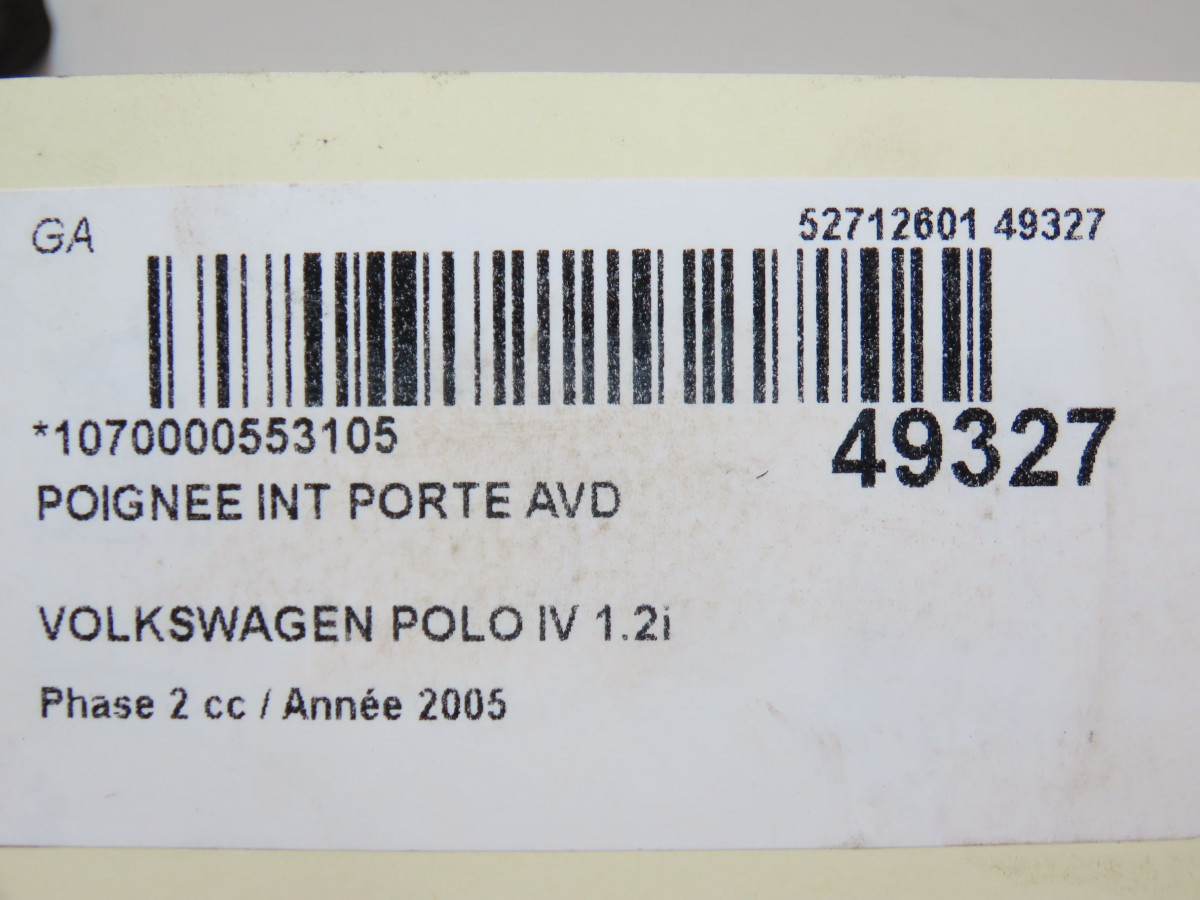 GA
52712601 49327
*1070000553105
49327
POIGNEE INT PORTE AVD
VOLKSWAGEN POLO IV 1.2i
Phase 2 cc / Année 2005